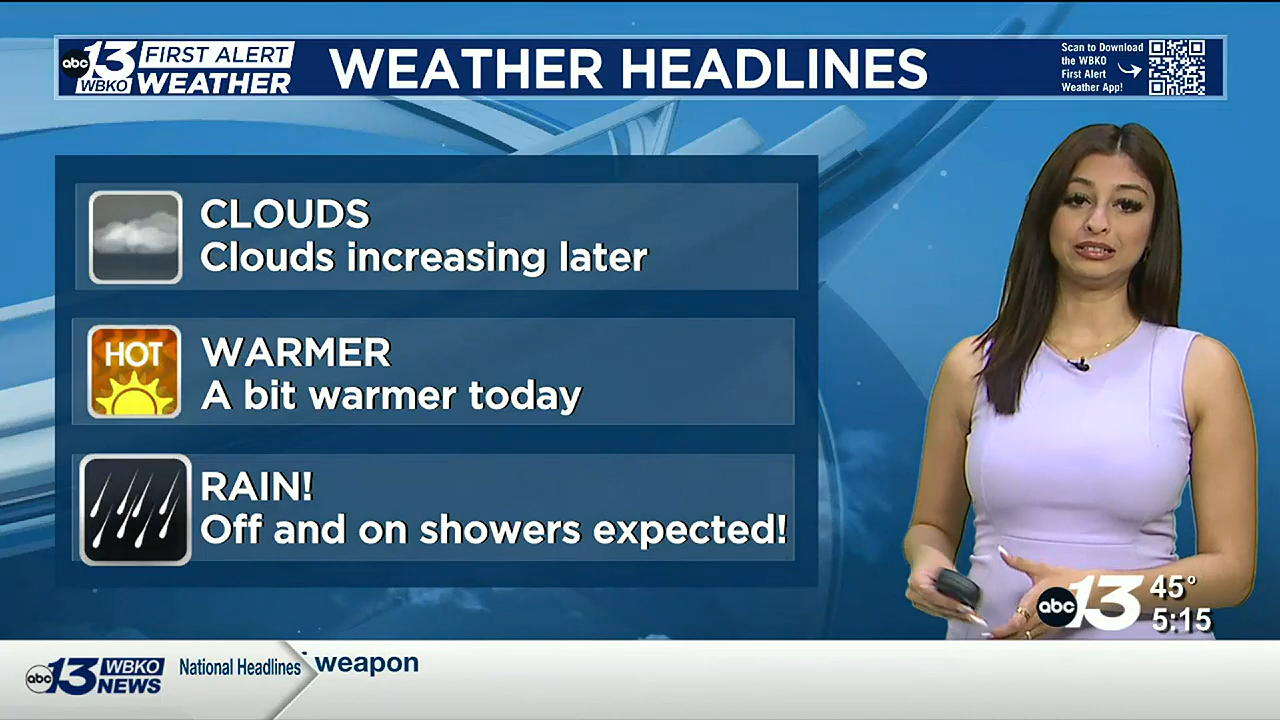 abc 13 WBKO FIRST ALERT WEATHER
WEATHER HEADLINES
Scan to Download
the WBKO
First Alert
Weather App!
CLOUDS
Clouds increasing later
HOT
WARMER
A bit warmer today
RAIN!
Off and on showers expected!
abc 13
45°
5:15
abc 13 WBKO NEWS
National Headlines
weapon